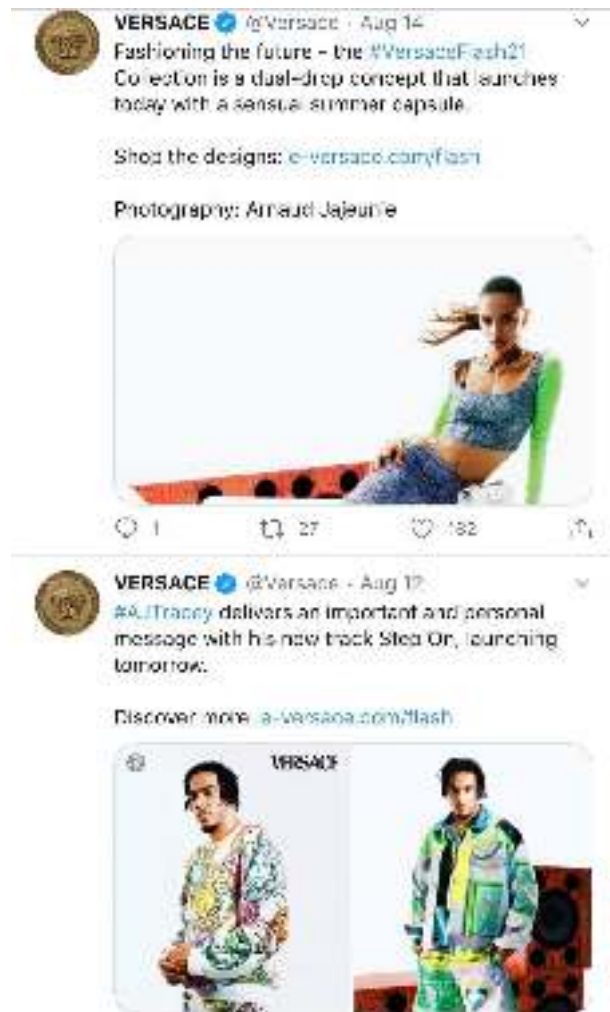 VERSACE @Versace · Aug 14
Fashioning the future – the #VersaceFlash21
Collection is a dual-drop concept that launches
today with a sensual summer capsule.
Shop the designs: e-versace.com/flash
Photography: Arnaud Lajeunie
1 27 182
VERSACE @Versace · Aug 12
#AJTracey delivers an important and personal
message with his new track Step On, launching
tomorrow.
Discover more: e-versace.com/flash
VERSACE